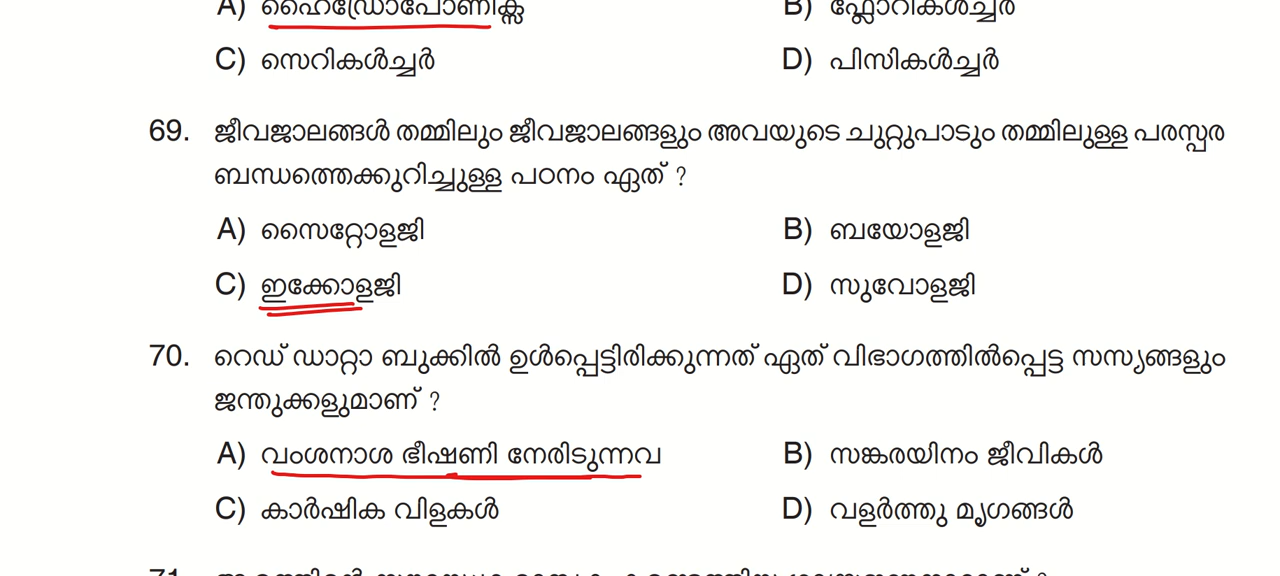 A) ഹൈഡ്രോപോണിക്സ് B) ഫ്ലോറികൾച്ചർ
C) സെറികൾച്ചർ D) പിസികൾച്ചർ
69. ജീവജാലങ്ങൾ തമ്മിലും ജീവജാലങ്ങളും അവയുടെ ചുറ്റുപാടും തമ്മിലുള്ള പരസ്പര
ബന്ധത്തെക്കുറിച്ചുള്ള പഠനം ഏത് ?
A) സൈറ്റോളജി B) ബയോളജി
C) ഇക്കോളജി D) സുവോളജി
70. റെഡ് ഡാറ്റാ ബുക്കിൽ ഉൾപ്പെട്ടിരിക്കുന്നത് ഏത് വിഭാഗത്തിൽപ്പെട്ട സസ്യങ്ങളും
ജന്തുക്കളുമാണ് ?
A) വംശനാശ ഭീഷണി നേരിടുന്നവ B) സങ്കരയിനം ജീവികൾ
C) കാർഷിക വിളകൾ D) വളർത്തു മൃഗങ്ങൾ
71.